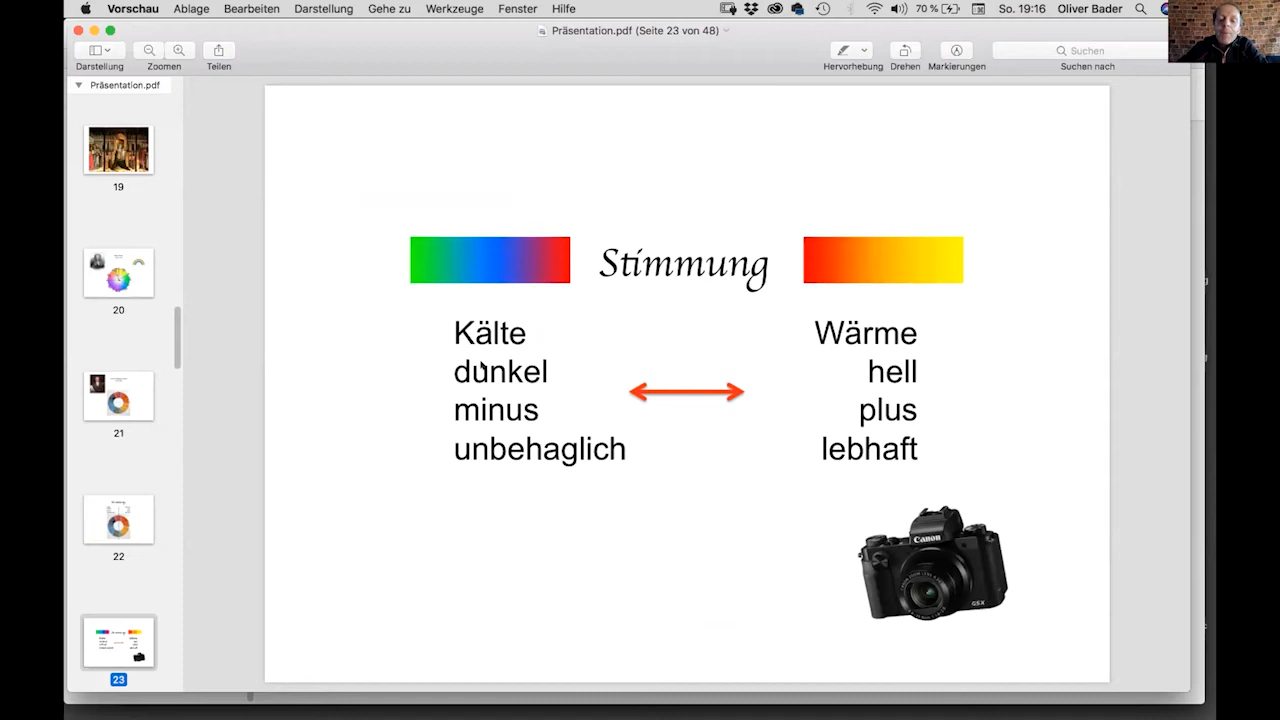 Vorschau Ablage Bearbeiten Darstellung Gehe zu Werkzeuge Fenster Hilfe
70 % So. 19:16 Oliver Bader
Präsentation.pdf (Seite 23 von 48)
Suchen
Darstellung Zoomen Teilen Hervorhebung Drehen Markierungen Suchen nach
Präsentation.pdf
19
20
21
22
23
Stimmung
Kälte Wärme
dunkel hell
minus plus
unbehaglich lebhaft
Canon
G5X